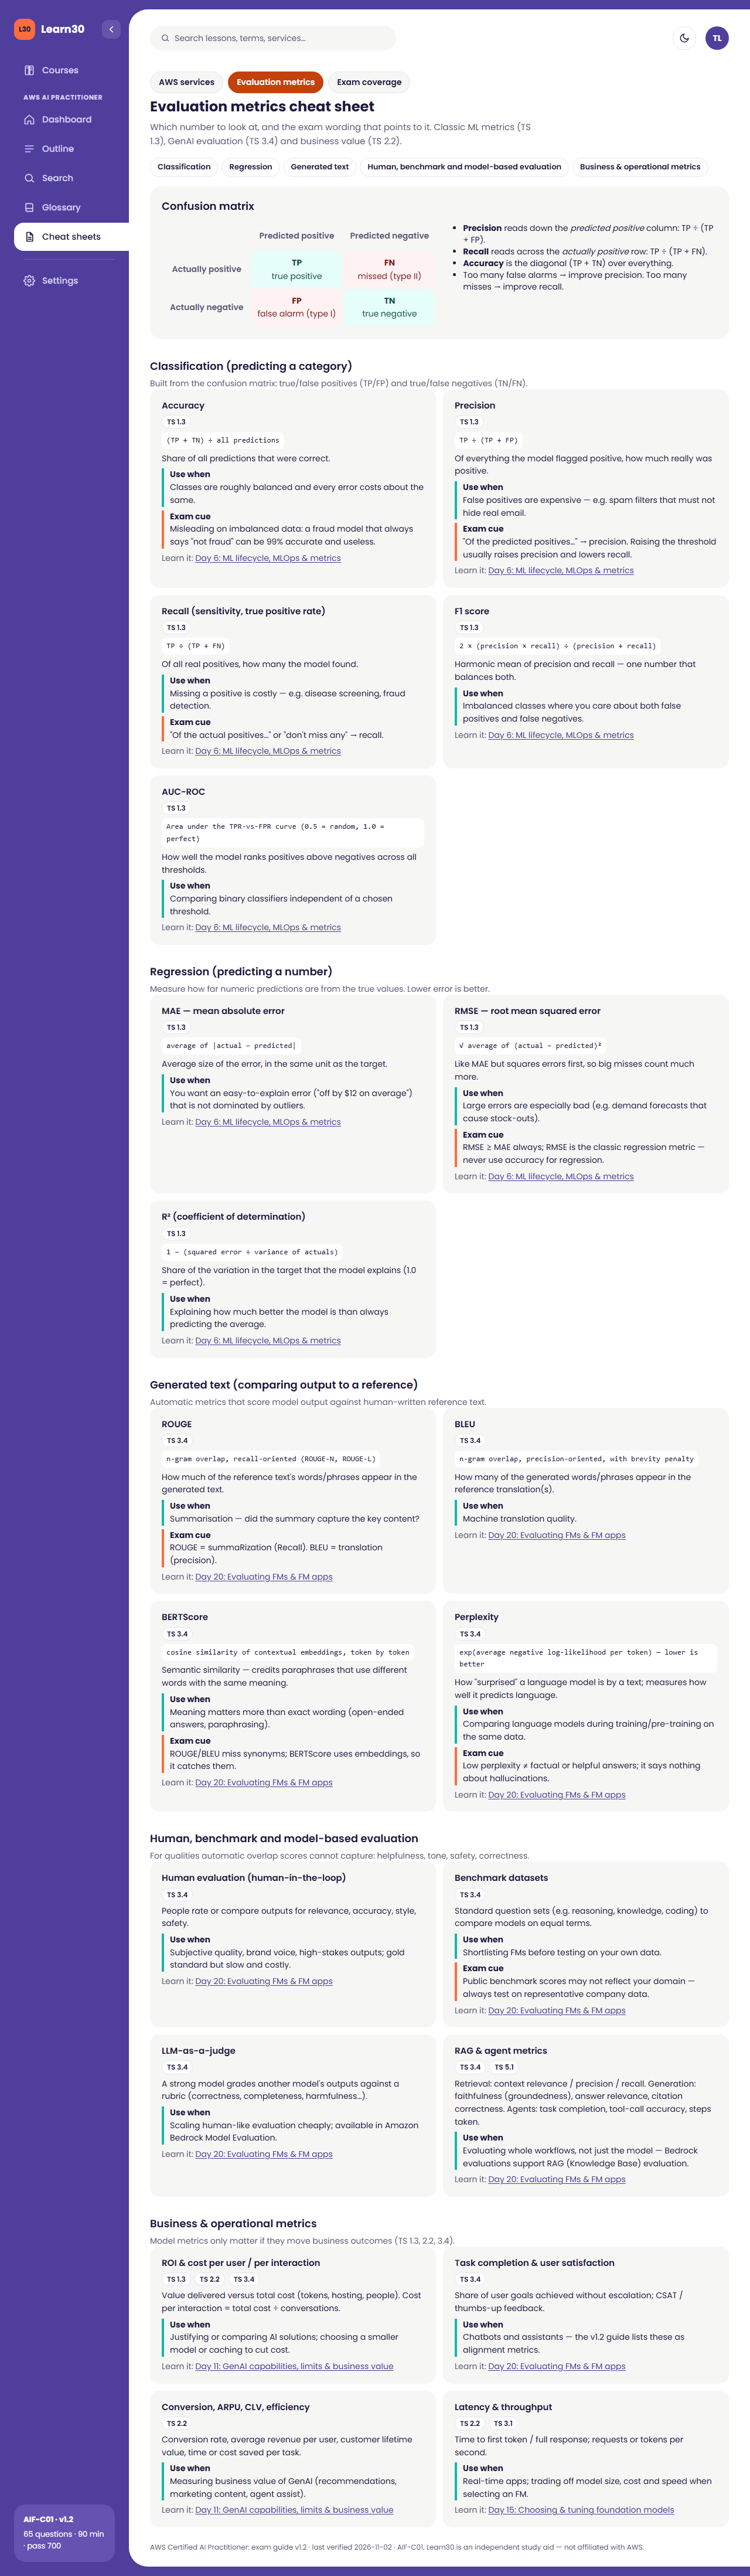 L30 Learn30
Courses
AWS AI PRACTITIONER
Dashboard
Outline
Search
Glossary
Cheat sheets
Settings
AIF-C01 · v1.2
65 questions · 90 min
· pass 700
Search lessons, terms, services...
TL
AWS services
Evaluation metrics
Exam coverage
Evaluation metrics cheat sheet
Which number to look at, and the exam wording that points to it. Classic ML metrics (TS
1.3), GenAI evaluation (TS 3.4) and business value (TS 2.2).
Classification
Regression
Generated text
Human, benchmark and model-based evaluation
Business & operational metrics
Confusion matrix
Predicted positive
Predicted negative
Actually positive
TP
true positive
FN
missed (type II)
Actually negative
FP
false alarm (type I)
TN
true negative
• Precision reads down the predicted positive column: TP ÷ (TP
+ FP).
• Recall reads across the actually positive row: TP ÷ (TP + FN).
• Accuracy is the diagonal (TP + TN) over everything.
• Too many false alarms → improve precision. Too many
misses → improve recall.
Classification (predicting a category)
Built from the confusion matrix: true/false positives (TP/FP) and true/false negatives (TN/FN).
Accuracy
TS 1.3
(TP + TN) ÷ all predictions
Share of all predictions that were correct.
Use when
Classes are roughly balanced and every error costs about the
same.
Exam cue
Misleading on imbalanced data: a fraud model that always
says "not fraud" can be 99% accurate and useless.
Learn it: Day 6: ML lifecycle, MLOps & metrics
Precision
TS 1.3
TP ÷ (TP + FP)
Of everything the model flagged positive, how much really was
positive.
Use when
False positives are expensive — e.g. spam filters that must not
hide real email.
Exam cue
"Of the predicted positives…" → precision. Raising the threshold
usually raises precision and lowers recall.
Learn it: Day 6: ML lifecycle, MLOps & metrics
Recall (sensitivity, true positive rate)
TS 1.3
TP ÷ (TP + FN)
Of all real positives, how many the model found.
Use when
Missing a positive is costly — e.g. disease screening, fraud
detection.
Exam cue
"Of the actual positives…" or "don't miss any" → recall.
Learn it: Day 6: ML lifecycle, MLOps & metrics
F1 score
TS 1.3
2 × (precision × recall) ÷ (precision + recall)
Harmonic mean of precision and recall — one number that
balances both.
Use when
Imbalanced classes where you care about both false
positives and false negatives.
Learn it: Day 6: ML lifecycle, MLOps & metrics
AUC-ROC
TS 1.3
Area under the TPR-vs-FPR curve (0.5 = random, 1.0 =
perfect)
How well the model ranks positives above negatives across all
thresholds.
Use when
Comparing binary classifiers independent of a chosen
threshold.
Learn it: Day 6: ML lifecycle, MLOps & metrics
Regression (predicting a number)
Measure how far numeric predictions are from the true values. Lower error is better.
MAE — mean absolute error
TS 1.3
average of |actual − predicted|
Average size of the error, in the same unit as the target.
Use when
You want an easy-to-explain error ("off by $12 on average")
that is not dominated by outliers.
Learn it: Day 6: ML lifecycle, MLOps & metrics
RMSE — root mean squared error
TS 1.3
√ average of (actual − predicted)²
Like MAE but squares errors first, so big misses count much
more.
Use when
Large errors are especially bad (e.g. demand forecasts that
cause stock-outs).
Exam cue
RMSE ≥ MAE always; RMSE is the classic regression metric —
never use accuracy for regression.
Learn it: Day 6: ML lifecycle, MLOps & metrics
R² (coefficient of determination)
TS 1.3
1 − (squared error ÷ variance of actuals)
Share of the variation in the target that the model explains (1.0
= perfect).
Use when
Explaining how much better the model is than always
predicting the average.
Learn it: Day 6: ML lifecycle, MLOps & metrics
Generated text (comparing output to a reference)
Automatic metrics that score model output against human-written reference text.
ROUGE
TS 3.4
n-gram overlap, recall-oriented (ROUGE-N, ROUGE-L)
How much of the reference text's words/phrases appear in the
generated text.
Use when
Summarisation — did the summary capture the key content?
Exam cue
ROUGE = summaRization (Recall). BLEU = translation
(precision).
Learn it: Day 20: Evaluating FMs & FM apps
BLEU
TS 3.4
n-gram overlap, precision-oriented, with brevity penalty
How many of the generated words/phrases appear in the
reference translation(s).
Use when
Machine translation quality.
Learn it: Day 20: Evaluating FMs & FM apps
BERTScore
TS 3.4
cosine similarity of contextual embeddings, token by token
Semantic similarity — credits paraphrases that use different
words with the same meaning.
Use when
Meaning matters more than exact wording (open-ended
answers, paraphrasing).
Exam cue
ROUGE/BLEU miss synonyms; BERTScore uses embeddings, so
it catches them.
Learn it: Day 20: Evaluating FMs & FM apps
Perplexity
TS 3.4
exp(average negative log-likelihood per token) — lower is
better
How "surprised" a language model is by a text; measures how
well it predicts language.
Use when
Comparing language models during training/pre-training on
the same data.
Exam cue
Low perplexity ≠ factual or helpful answers; it says nothing
about hallucinations.
Learn it: Day 20: Evaluating FMs & FM apps
Human, benchmark and model-based evaluation
For qualities automatic overlap scores cannot capture: helpfulness, tone, safety, correctness.
Human evaluation (human-in-the-loop)
TS 3.4
People rate or compare outputs for relevance, accuracy, style,
safety.
Use when
Subjective quality, brand voice, high-stakes outputs; gold
standard but slow and costly.
Learn it: Day 20: Evaluating FMs & FM apps
Benchmark datasets
TS 3.4
Standard question sets (e.g. reasoning, knowledge, coding) to
compare models on equal terms.
Use when
Shortlisting FMs before testing on your own data.
Exam cue
Public benchmark scores may not reflect your domain —
always test on representative company data.
Learn it: Day 20: Evaluating FMs & FM apps
LLM-as-a-judge
TS 3.4
A strong model grades another model's outputs against a
rubric (correctness, completeness, harmfulness…).
Use when
Scaling human-like evaluation cheaply; available in Amazon
Bedrock Model Evaluation.
Learn it: Day 20: Evaluating FMs & FM apps
RAG & agent metrics
TS 3.4 TS 5.1
Retrieval: context relevance / precision / recall. Generation:
faithfulness (groundedness), answer relevance, citation
correctness. Agents: task completion, tool-call accuracy, steps
taken.
Use when
Evaluating whole workflows, not just the model — Bedrock
evaluations support RAG (Knowledge Base) evaluation.
Learn it: Day 20: Evaluating FMs & FM apps
Business & operational metrics
Model metrics only matter if they move business outcomes (TS 1.3, 2.2, 3.4).
ROI & cost per user / per interaction
TS 1.3 TS 2.2 TS 3.4
Value delivered versus total cost (tokens, hosting, people). Cost
per interaction = total cost ÷ conversations.
Use when
Justifying or comparing AI solutions; choosing a smaller
model or caching to cut cost.
Learn it: Day 11: GenAI capabilities, limits & business value
Task completion & user satisfaction
TS 3.4
Share of user goals achieved without escalation; CSAT /
thumbs-up feedback.
Use when
Chatbots and assistants — the v1.2 guide lists these as
alignment metrics.
Learn it: Day 20: Evaluating FMs & FM apps
Conversion, ARPU, CLV, efficiency
TS 2.2
Conversion rate, average revenue per user, customer lifetime
value, time or cost saved per task.
Use when
Measuring business value of GenAI (recommendations,
marketing content, agent assist).
Learn it: Day 11: GenAI capabilities, limits & business value
Latency & throughput
TS 2.2 TS 3.1
Time to first token / full response; requests or tokens per
second.
Use when
Real-time apps; trading off model size, cost and speed when
selecting an FM.
Learn it: Day 15: Choosing & tuning foundation models
AWS Certified AI Practitioner: exam guide v1.2 · last verified 2026-11-02 · AIF-C01. Learn30 is an independent study aid — not affiliated with AWS.